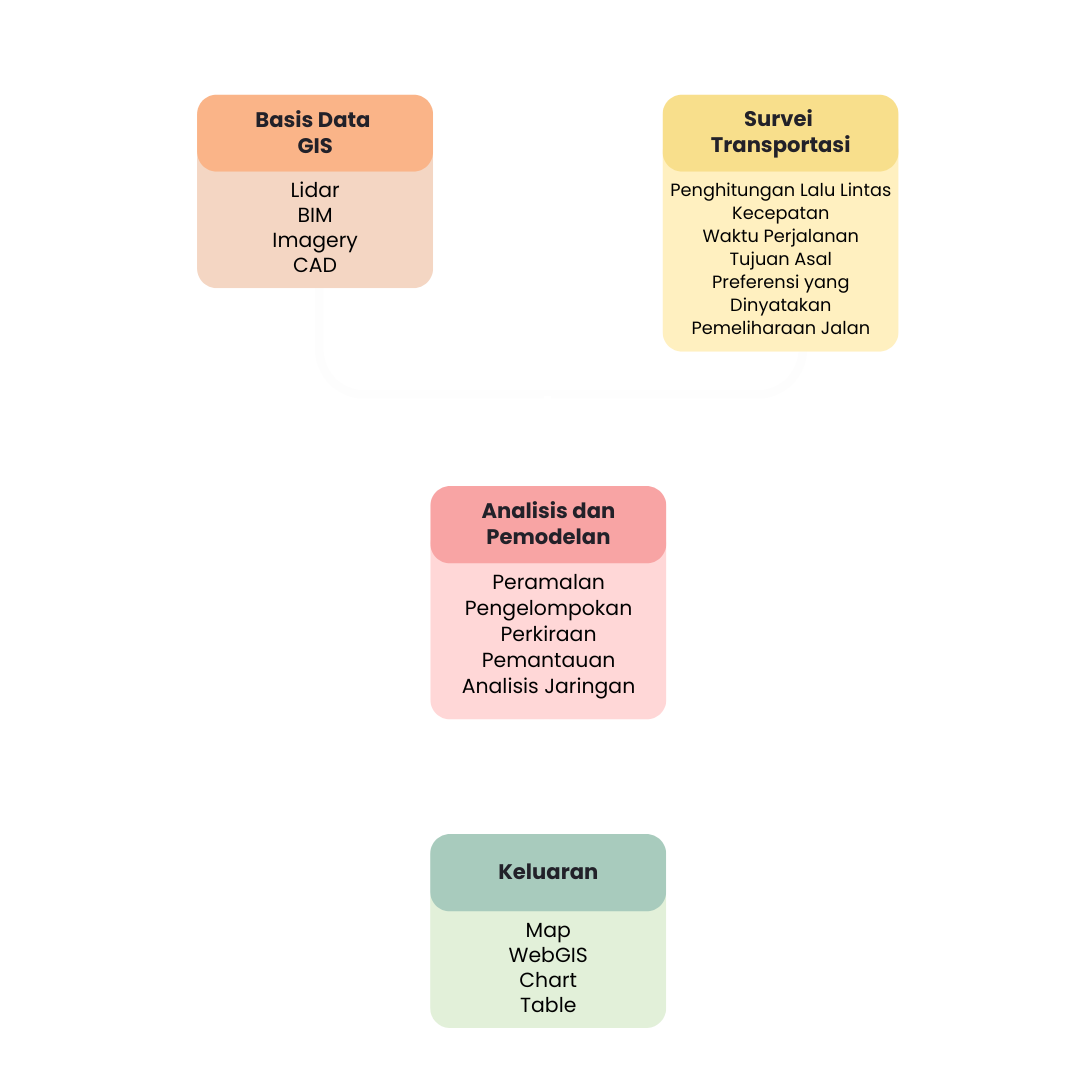 Basis Data
GIS
Lidar
BIM
Imagery
CAD
Survei
Transportasi
Penghitungan Lalu Lintas
Kecepatan
Waktu Perjalanan
Tujuan Asal
Preferensi yang
Dinyatakan
Pemeliharaan Jalan
Analisis dan
Pemodelan
Peramalan
Pengelompokan
Perkiraan
Pemantauan
Analisis Jaringan
Keluaran
Map
WebGIS
Chart
Table